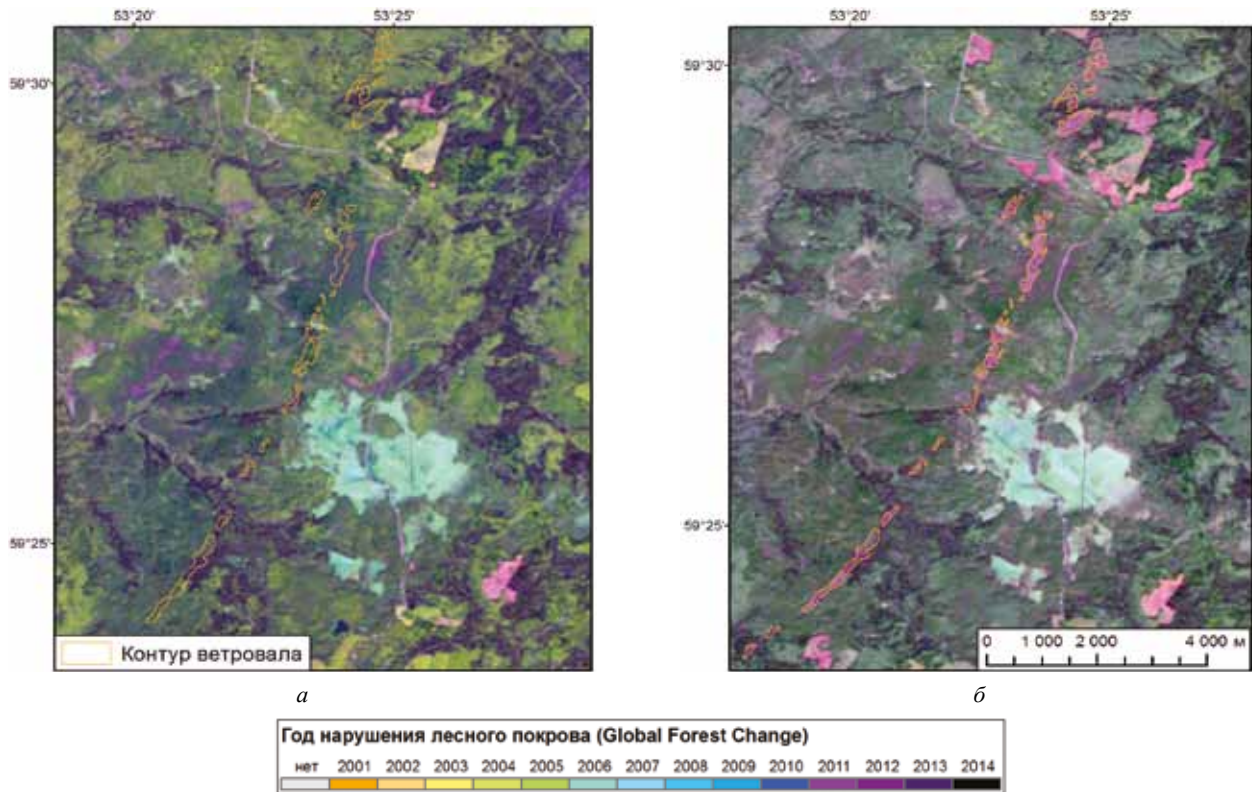 53°20' 53°25' 53°20' 53°25'
59°30' 59°30'
59°25' 59°25'
Контур ветровала
0 1 000 2 000 4 000 м
а б
Год нарушения лесного покрова (Global Forest Change)
нет 2001 2002 2003 2004 2005 2006 2007 2008 2009 2010 2011 2012 2013 2014